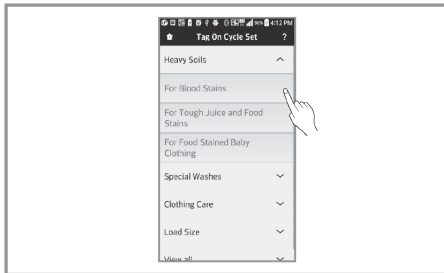 90% 4:12 PM
Tag On Cycle Set ?
Heavy Soils
For Blood Stains
For Tough Juice and Food
Stains
For Food Stained Baby
Clothing
Special Washes
Clothing Care
Load Size
View all